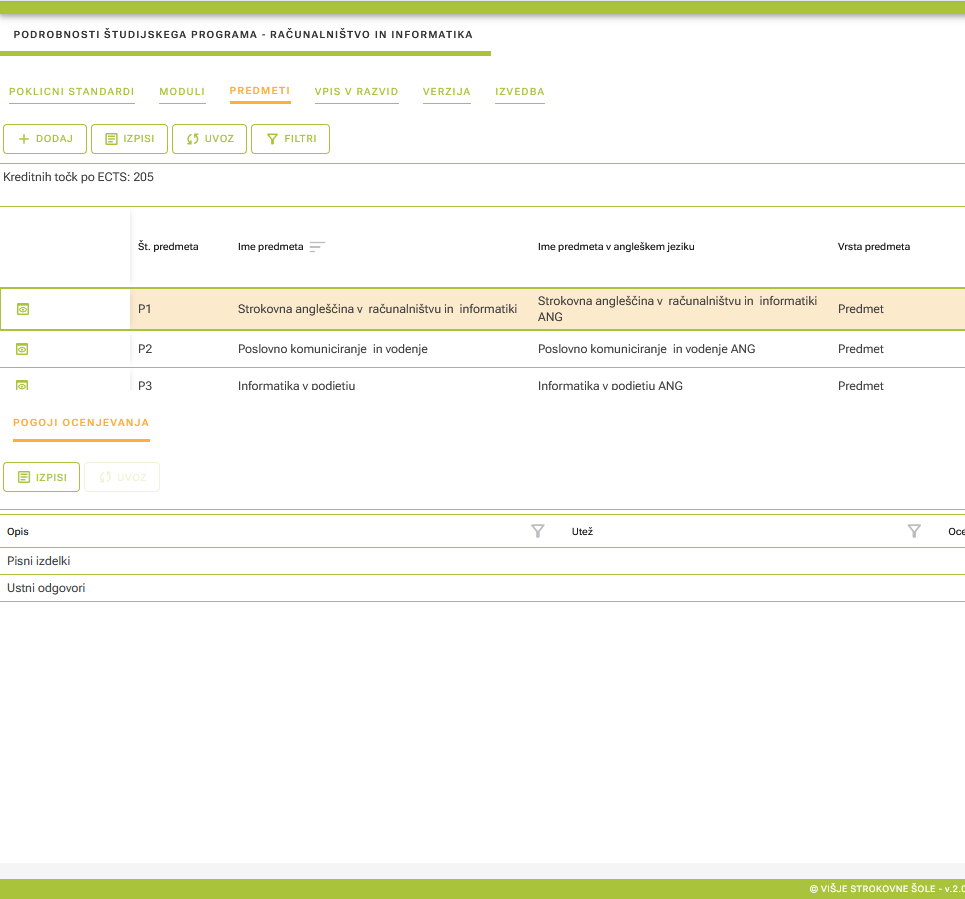 PODROBNOSTI ŠTUDIJSKEGA PROGRAMA - RAČUNALNIŠTVO IN INFORMATIKA
POKLICNI STANDARDI MODULI PREDMETI VPIS V RAZVID VERZIJA IZVEDBA
DODAJ IZPISI UVOZ FILTRI
Kreditnih točk po ECTS: 205
Št. predmeta Ime predmeta Ime predmeta v angleškem jeziku Vrsta predmeta
P1 Strokovna angleščina v računalništvu in informatiki Strokovna angleščina v računalništvu in informatiki ANG Predmet
P2 Poslovno komuniciranje in vodenje Poslovno komuniciranje in vodenje ANG Predmet
P3 Informatika v podjetju Informatika v podjetju ANG Predmet
POGOJI OCENJEVANJA
IZPISI UVOZ
Opis Utež
Pisni izdelki
Ustni odgovori
@ VIŠJE STROKOVNE ŠOLE - v.2.0